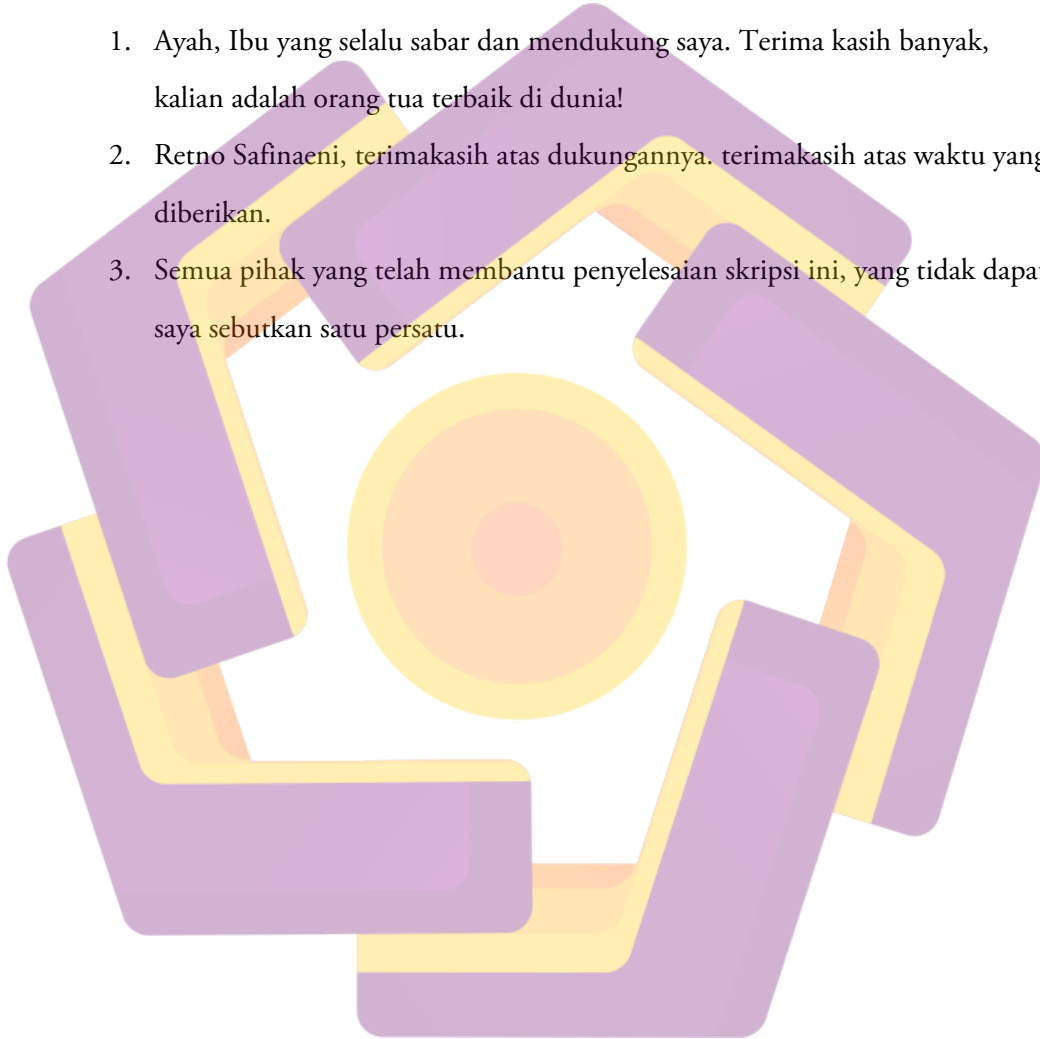 1. Ayah, Ibu yang selalu sabar dan mendukung saya. Terima kasih banyak,
kalian adalah orang tua terbaik di dunia!
2. Retno Safinaeni, terimakasih atas dukungannya. terimakasih atas waktu yang
diberikan.
3. Semua pihak yang telah membantu penyelesaian skripsi ini, yang tidak dapat
saya sebutkan satu persatu.